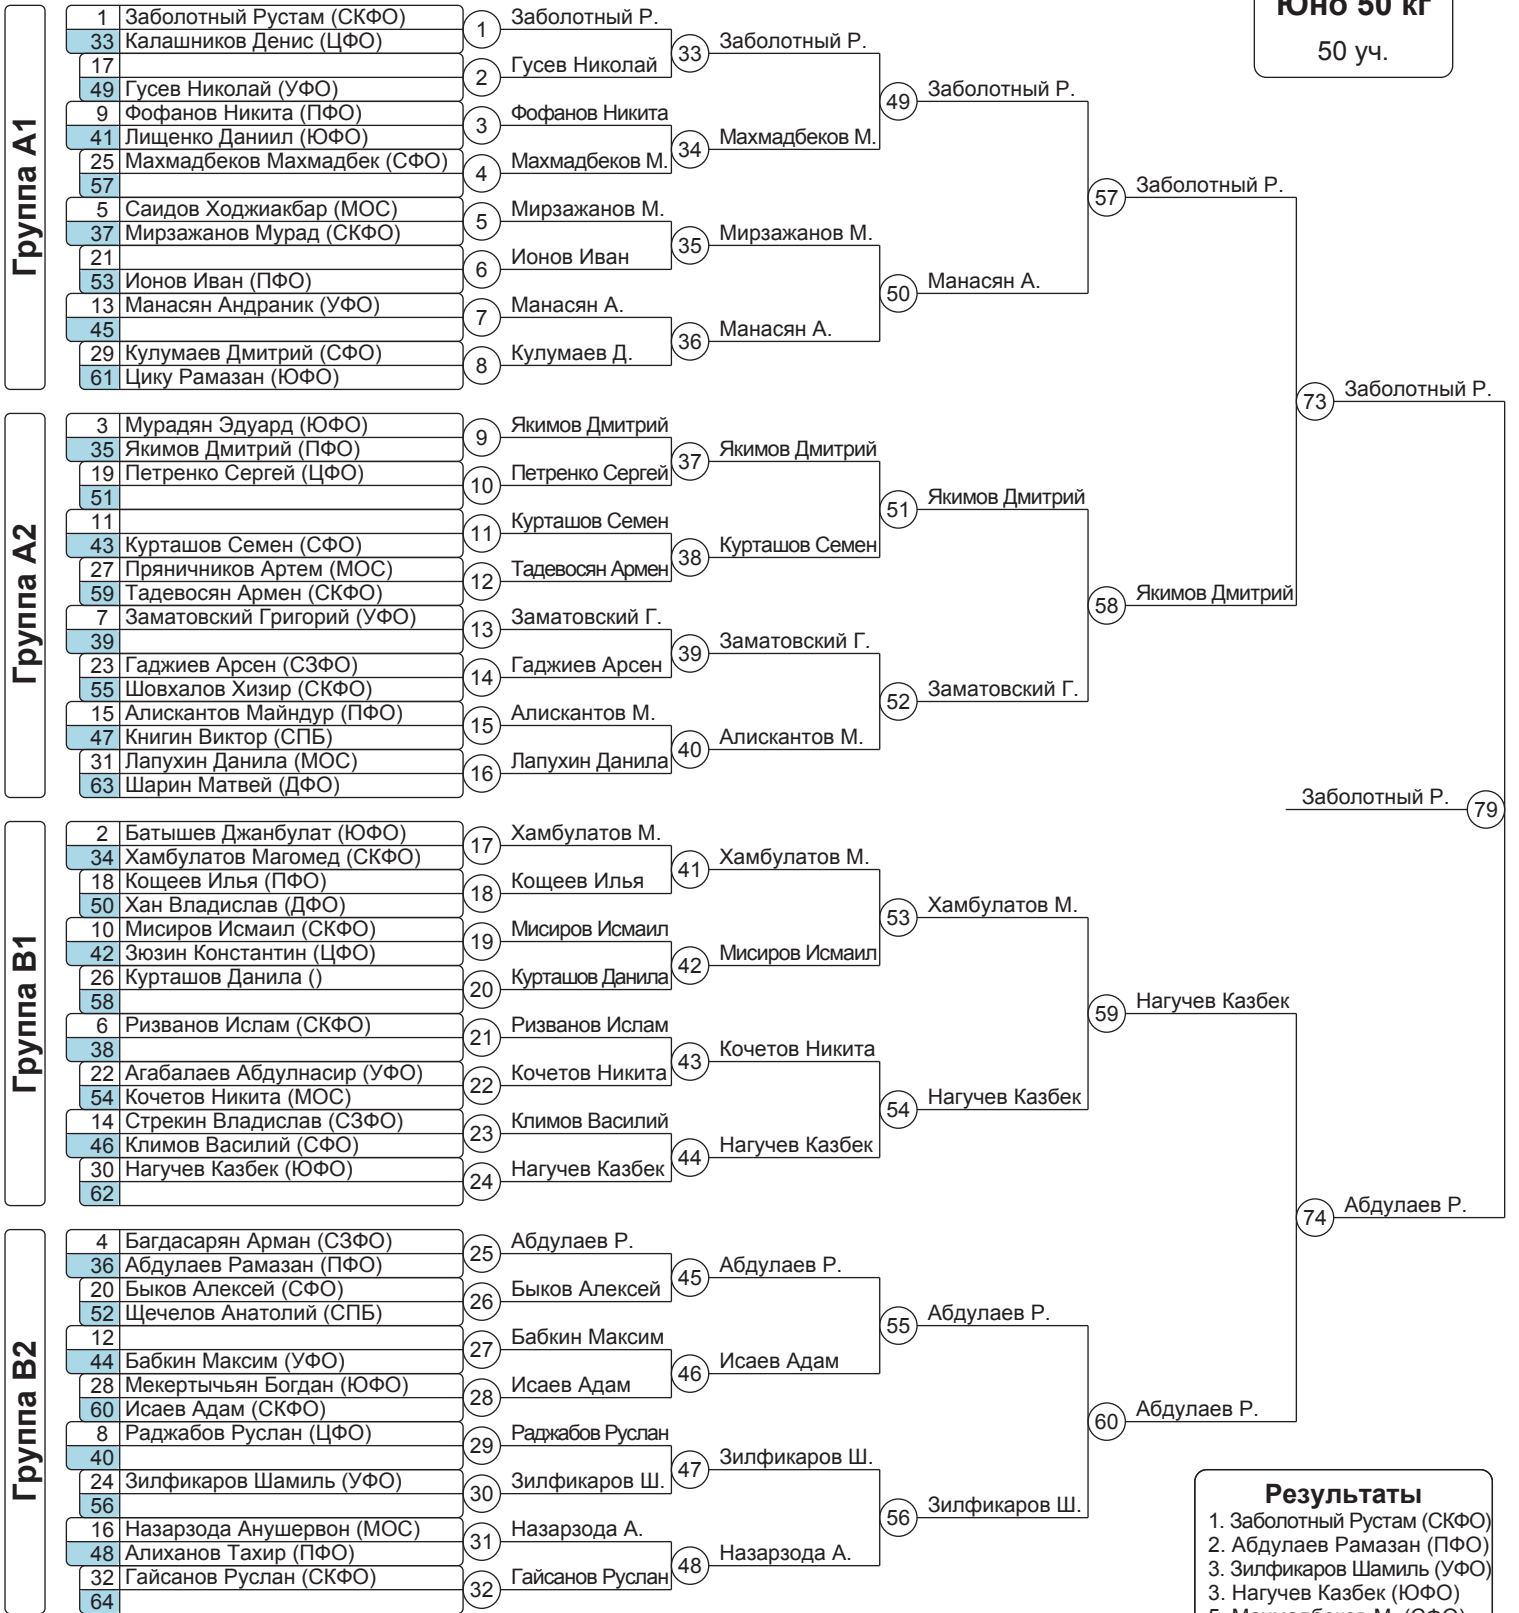 Юно 50 кг
50 уч.
Группа A1
1 Заболотный Рустам (СКФО)
33 Калашников Денис (ЦФО)
17
49 Гусев Николай (УФО)
9 Фофанов Никита (ПФО)
41 Лищенко Даниил (ЮФО)
25 Махмадбеков Махмадбек (СФО)
57
5 Саидов Ходжиакбар (МОС)
37 Мирзажанов Мурад (СКФО)
21
53 Ионов Иван (ПФО)
13 Манасян Андраник (УФО)
45
29 Кулумаев Дмитрий (СФО)
61 Цику Рамазан (ЮФО)
1 Заболотный Р.
2 Гусев Николай
3 Фофанов Никита
4 Махмадбеков М.
5 Мирзажанов М.
6 Ионов Иван
7 Манасян А.
8 Кулумаев Д.
33 Заболотный Р.
34 Махмадбеков М.
35 Мирзажанов М.
36 Манасян А.
49 Заболотный Р.
50 Манасян А.
57 Заболотный Р.
Группа A2
3 Мурадян Эдуард (ЮФО)
35 Якимов Дмитрий (ПФО)
19 Петренко Сергей (ЦФО)
51
11
43 Курташов Семен (СФО)
27 Пряничников Артем (МОС)
59 Тадевосян Армен (СКФО)
7 Заматовский Григорий (УФО)
39
23 Гаджиев Арсен (СЗФО)
55 Шовхалов Хизир (СКФО)
15 Алискантов Майндур (ПФО)
47 Книгин Виктор (СПБ)
31 Лапухин Данила (МОС)
63 Шарин Матвей (ДФО)
9 Якимов Дмитрий
10 Петренко Сергей
11 Курташов Семен
12 Тадевосян Армен
13 Заматовский Г.
14 Гаджиев Арсен
15 Алискантов М.
16 Лапухин Данила
37 Якимов Дмитрий
38 Курташов Семен
39 Заматовский Г.
40 Алискантов М.
51 Якимов Дмитрий
52 Заматовский Г.
58 Якимов Дмитрий
73 Заболотный Р.
Группа B1
2 Батышев Джанбулат (ЮФО)
34 Хамбулатов Магомед (СКФО)
18 Кощеев Илья (ПФО)
50 Хан Владислав (ДФО)
10 Мисиров Исмаил (СКФО)
42 Зюзин Константин (ЦФО)
26 Курташов Данила ()
58
6 Ризванов Ислам (СКФО)
38
22 Агабалаев Абдулнасир (УФО)
54 Кочетов Никита (МОС)
14 Стрекин Владислав (СЗФО)
46 Климов Василий (СФО)
30 Нагучев Казбек (ЮФО)
62
17 Хамбулатов М.
18 Кощеев Илья
19 Мисиров Исмаил
20 Курташов Данила
21 Ризванов Ислам
22 Кочетов Никита
23 Климов Василий
24 Нагучев Казбек
41 Хамбулатов М.
42 Мисиров Исмаил
43 Кочетов Никита
44 Нагучев Казбек
53 Хамбулатов М.
54 Нагучев Казбек
59 Нагучев Казбек
Группа B2
4 Багдасарян Арман (СЗФО)
36 Абдулаев Рамазан (ПФО)
20 Быков Алексей (СФО)
52 Щечелов Анатолий (СПБ)
12
44 Бабкин Максим (УФО)
28 Мекертычьян Богдан (ЮФО)
60 Исаев Адам (СКФО)
8 Раджабов Руслан (ЦФО)
40
24 Зилфикаров Шамиль (УФО)
56
16 Назарзода Анушервон (МОС)
48 Алиханов Тахир (ПФО)
32 Гайсанов Руслан (СКФО)
64
25 Абдулаев Р.
26 Быков Алексей
27 Бабкин Максим
28 Исаев Адам
29 Раджабов Руслан
30 Зилфикаров Ш.
31 Назарзода А.
32 Гайсанов Руслан
45 Абдулаев Р.
46 Исаев Адам
47 Зилфикаров Ш.
48 Назарзода А.
55 Абдулаев Р.
56 Зилфикаров Ш.
60 Абдулаев Р.
74 Абдулаев Р.
Заболотный Р. 79
Результаты
1. Заболотный Рустам (СКФО)
2. Абдулаев Рамазан (ПФО)
3. Зилфикаров Шамиль (УФО)
3. Нагучев Казбек (ЮФО)
5. Махмадбеков М. (СФО)